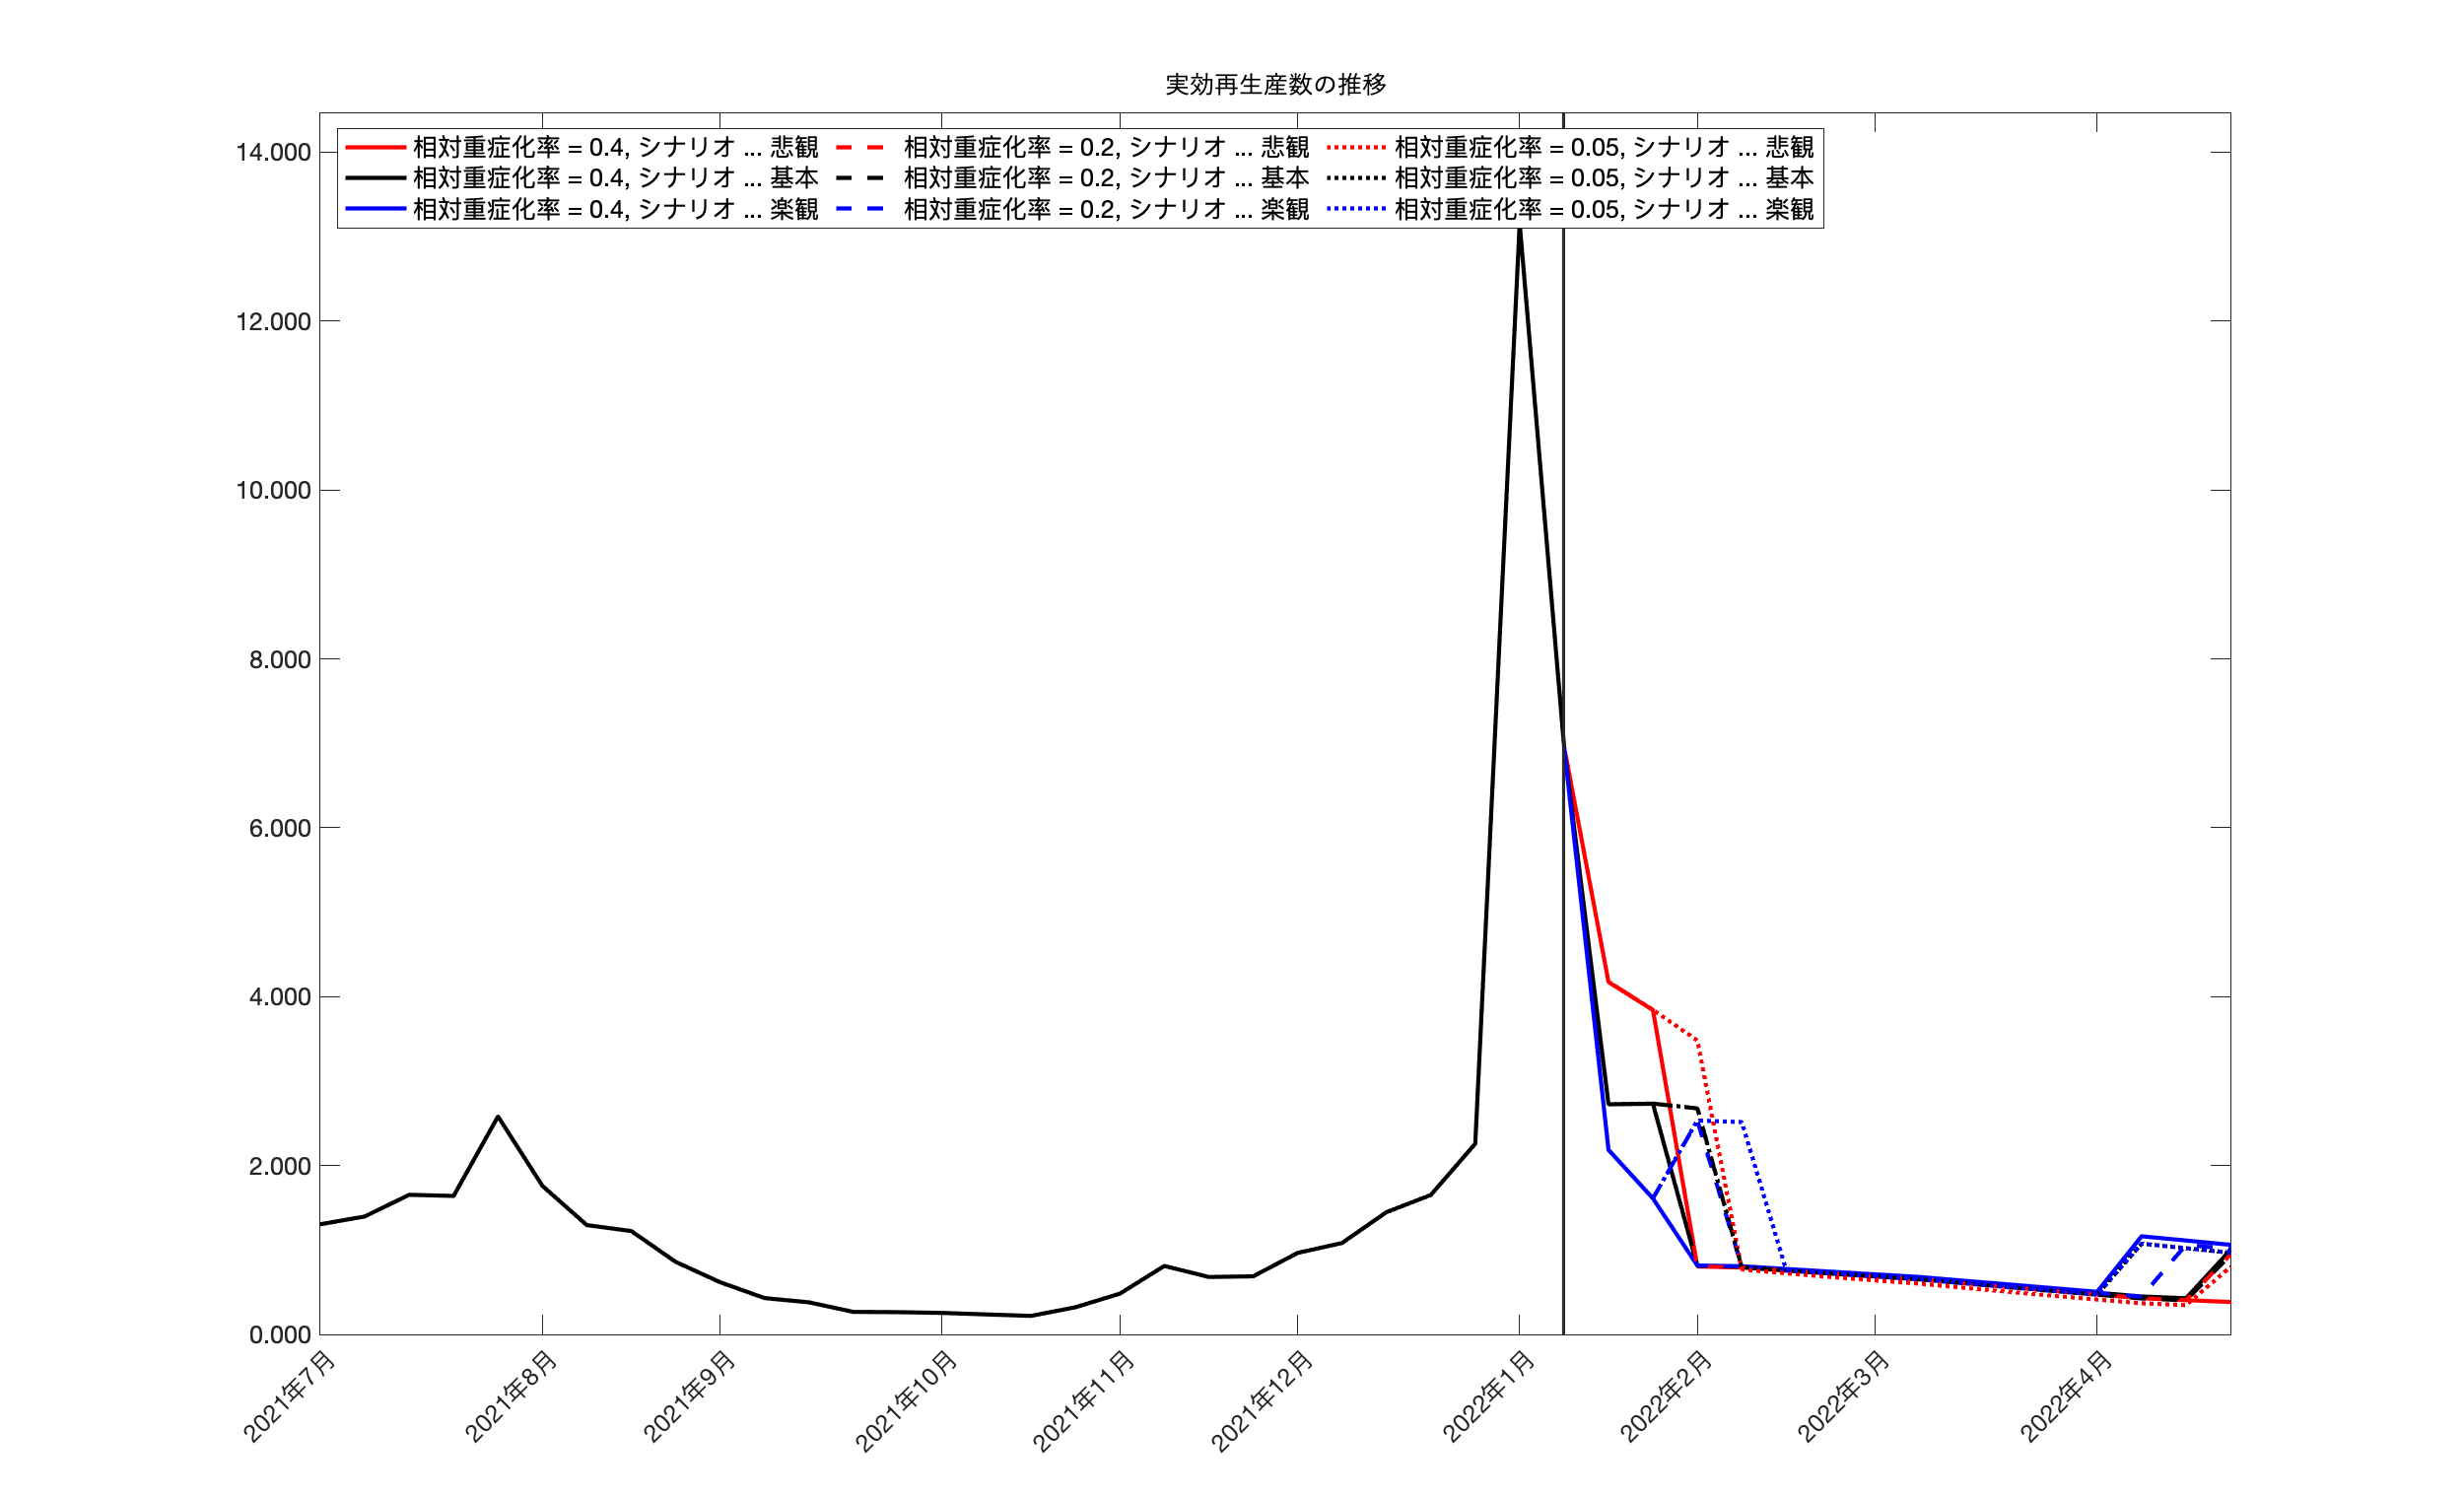 実効再生産数の推移
相対重症化率 = 0.4, シナリオ ... 悲観 相対重症化率 = 0.2, シナリオ ... 悲観 相対重症化率 = 0.05, シナリオ ... 悲観
相対重症化率 = 0.4, シナリオ ... 基本 相対重症化率 = 0.2, シナリオ ... 基本 相対重症化率 = 0.05, シナリオ ... 基本
相対重症化率 = 0.4, シナリオ ... 楽観 相対重症化率 = 0.2, シナリオ ... 楽観 相対重症化率 = 0.05, シナリオ ... 楽観
14.000
12.000
10.000
8.000
6.000
4.000
2.000
0.000
2021年7月 2021年8月 2021年9月 2021年10月 2021年11月 2021年12月 2022年1月 2022年2月 2022年3月 2022年4月